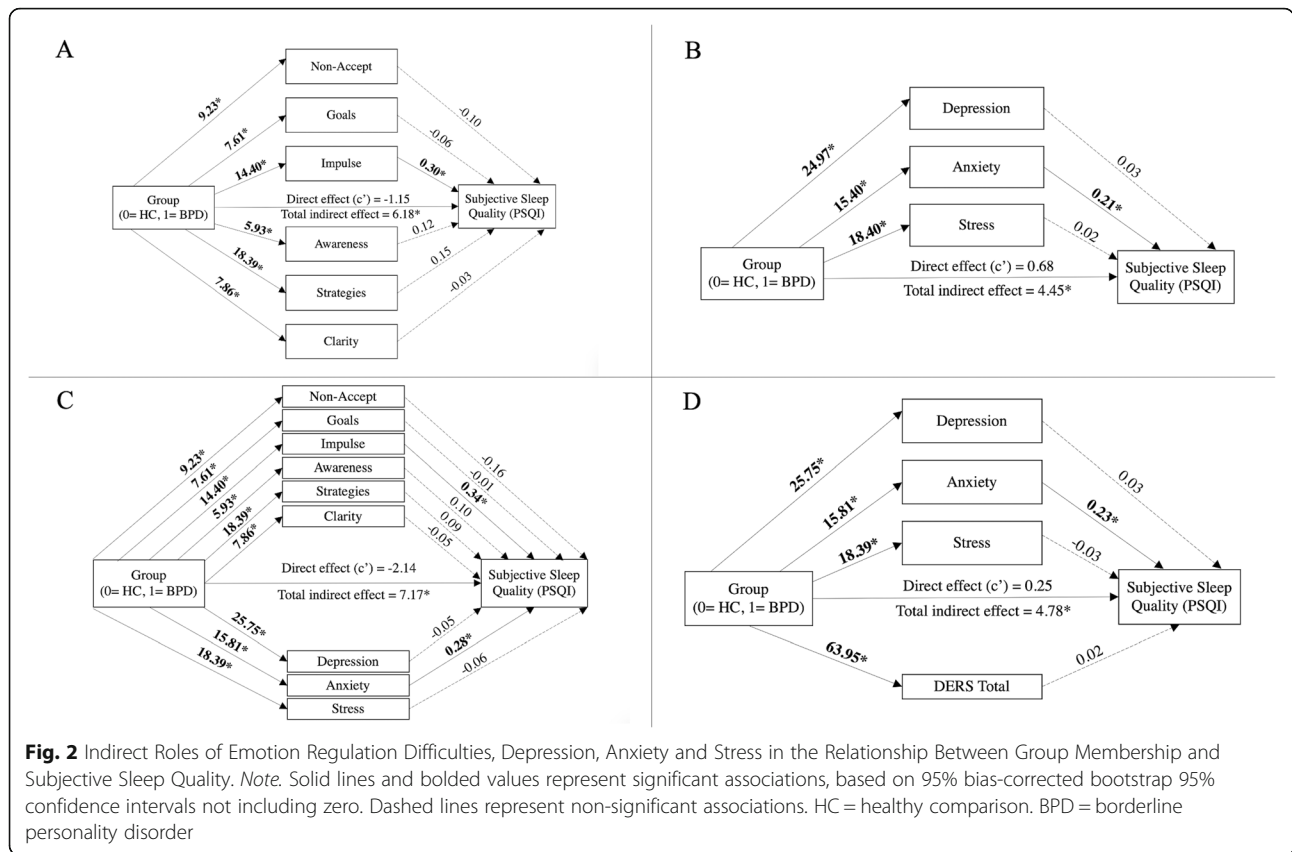 A
Non-Accept
9.23*
-0.10
Goals
7.61*
-0.06
Impulse
14.40*
0.30*
Group
(0= HC, 1= BPD)
Direct effect (c') = -1.15
Total indirect effect = 6.18*
Subjective Sleep
Quality (PSQI)
5.93*
Awareness
0.12
18.39*
Strategies
0.15
7.86*
Clarity
-0.03
B
Depression
24.97*
0.03
Anxiety
15.40*
0.21*
Stress
18.40*
0.02
Group
(0= HC, 1= BPD)
Direct effect (c') = 0.68
Total indirect effect = 4.45*
Subjective Sleep
Quality (PSQI)
C
Non-Accept
Goals
Impulse
Awareness
Strategies
Clarity
9.23*
7.61*
14.40*
5.93*
18.39*
7.86*
-0.16
-0.01
0.34*
0.10
0.09
-0.05
Group
(0= HC, 1= BPD)
Direct effect (c') = -2.14
Total indirect effect = 7.17*
Subjective Sleep
Quality (PSQI)
25.75*
15.81*
18.39*
-0.05
0.28*
-0.06
Depression
Anxiety
Stress
D
Depression
25.75*
0.03
Anxiety
15.81*
0.23*
Stress
18.39*
-0.03
Group
(0= HC, 1= BPD)
Direct effect (c') = 0.25
Total indirect effect = 4.78*
Subjective Sleep
Quality (PSQI)
63.95*
0.02
DERS Total
Fig. 2 Indirect Roles of Emotion Regulation Difficulties, Depression, Anxiety and Stress in the Relationship Between Group Membership and
Subjective Sleep Quality. Note. Solid lines and bolded values represent significant associations, based on 95% bias-corrected bootstrap 95%
confidence intervals not including zero. Dashed lines represent non-significant associations. HC = healthy comparison. BPD = borderline
personality disorder